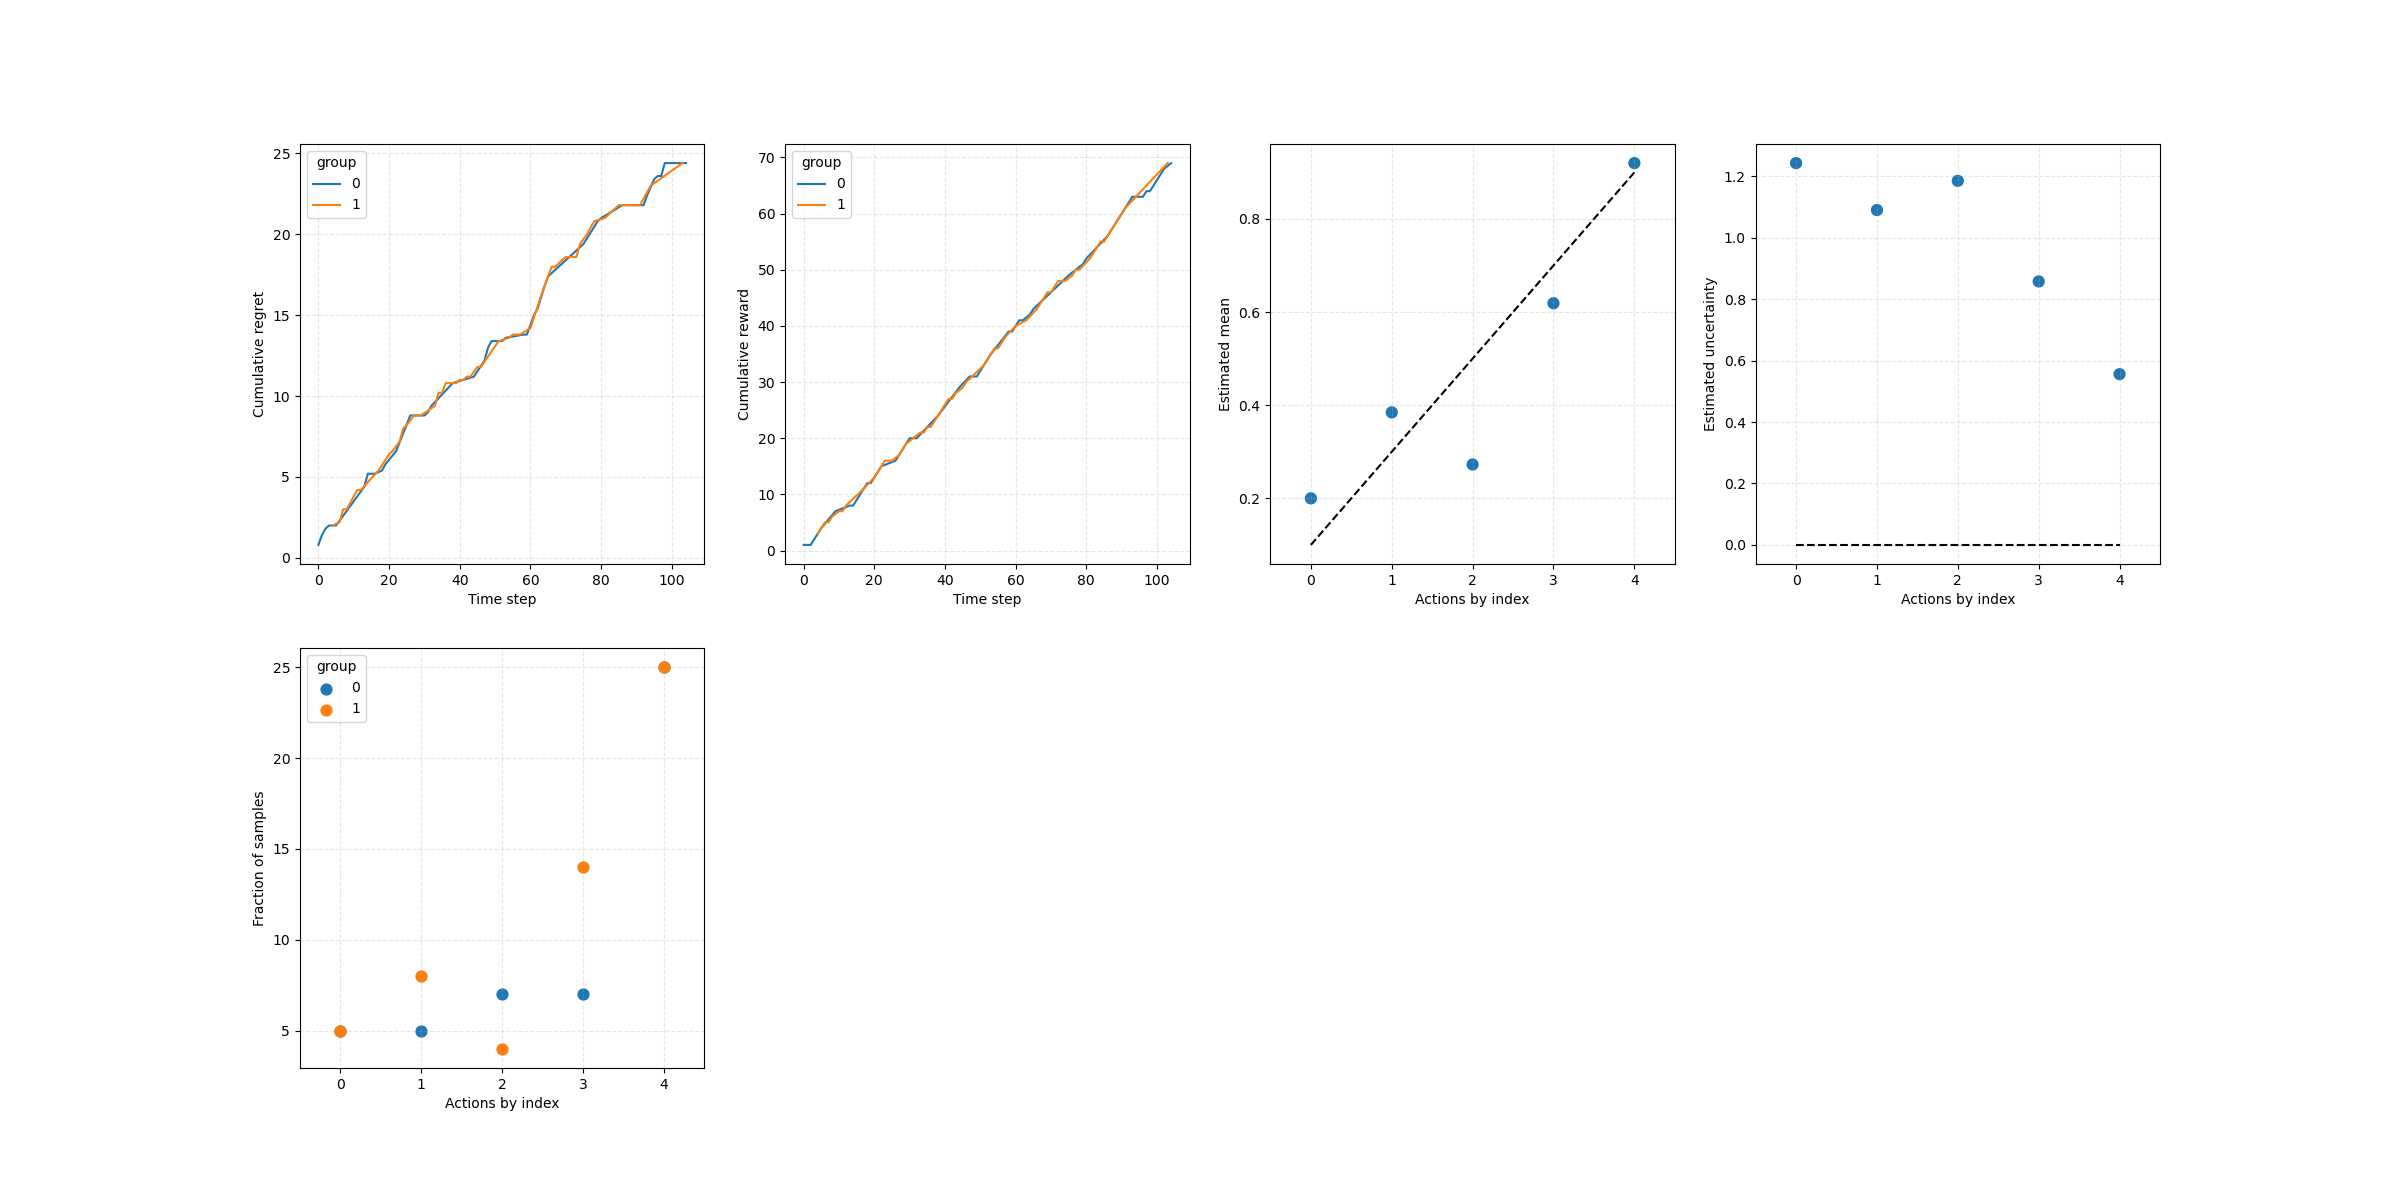 25
20
15
10
5
0
Cumulative regret
group
0
1
0 20 40 60 80 100
Time step
70
60
50
40
30
20
10
0
Cumulative reward
group
0
1
0 20 40 60 80 100
Time step
0.8
0.6
0.4
0.2
Estimated mean
0 1 2 3 4
Actions by index
1.2
1.0
0.8
0.6
0.4
0.2
0.0
Estimated uncertainty
0 1 2 3 4
Actions by index
25
20
15
10
5
Fraction of samples
group
0
1
0 1 2 3 4
Actions by index